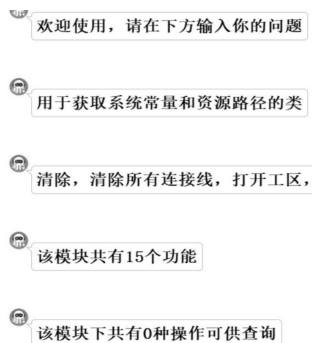 欢迎使用，请在下方输入你的问题
用于获取系统常量和资源路径的类
清除，清除所有连接线，打开工区，
该模块共有15个功能
该模块下共有0种操作可供查询